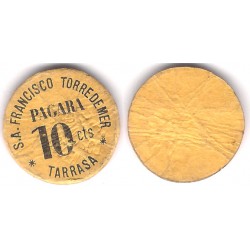 S.A. FRANCISCO TORREDEMER
PAGARA
10 cts
* TARRASA *